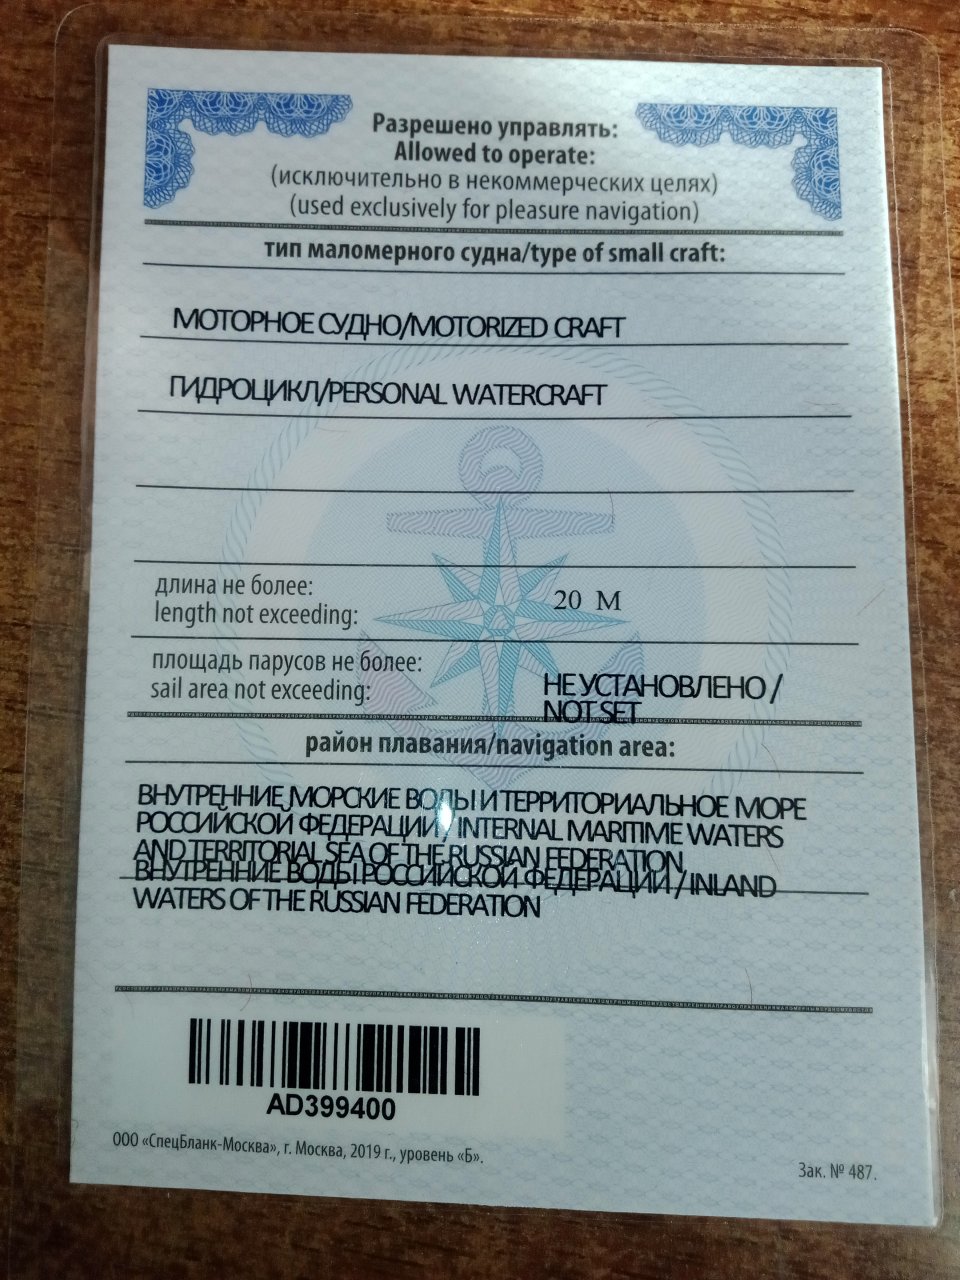 Разрешено управлять:
Allowed to operate:
(исключительно в некоммерческих целях)
(used exclusively for pleasure navigation)
тип маломерного судна/type of small craft:
МОТОРНОЕ СУДНО/MOTORIZED CRAFT
ГИДРОЦИКЛ/PERSONAL WATERCRAFT
длина не более:
length not exceeding:
20 М
площадь парусов не более:
sail area not exceeding:
НЕ УСТАНОВЛЕНО /
NOT SET
район плавания/navigation area:
ВНУТРЕННИЕ МОРСКИЕ ВОДЫ И ТЕРРИТОРИАЛЬНОЕ МОРЕ
РОССИЙСКОЙ ФЕДЕРАЦИИ / INTERNAL MARITIME WATERS
AND TERRITORIAL SEA OF THE RUSSIAN FEDERATION,
ВНУТРЕННИЕ ВОДЫ РОССИЙСКОЙ ФЕДЕРАЦИИ / INLAND
WATERS OF THE RUSSIAN FEDERATION
AD399400
ООО «СпецБланк-Москва», г. Москва, 2019 г., уровень «Б».
Зак. № 487.